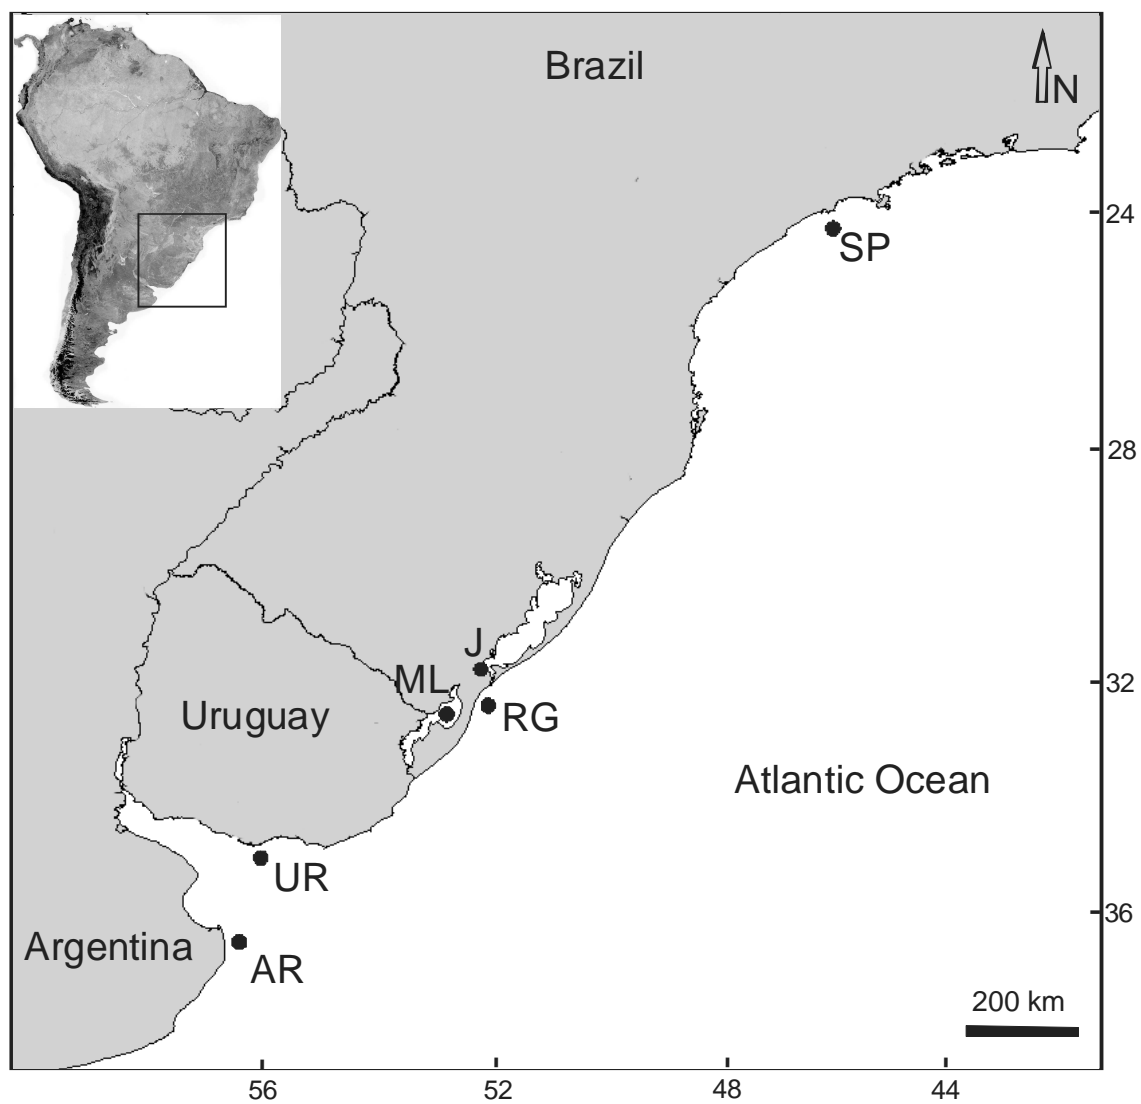 Brazil
N
24
SP
28
J
ML
32
Uruguay
RG
Atlantic Ocean
UR
36
Argentina
AR
200 km
56
52
48
44